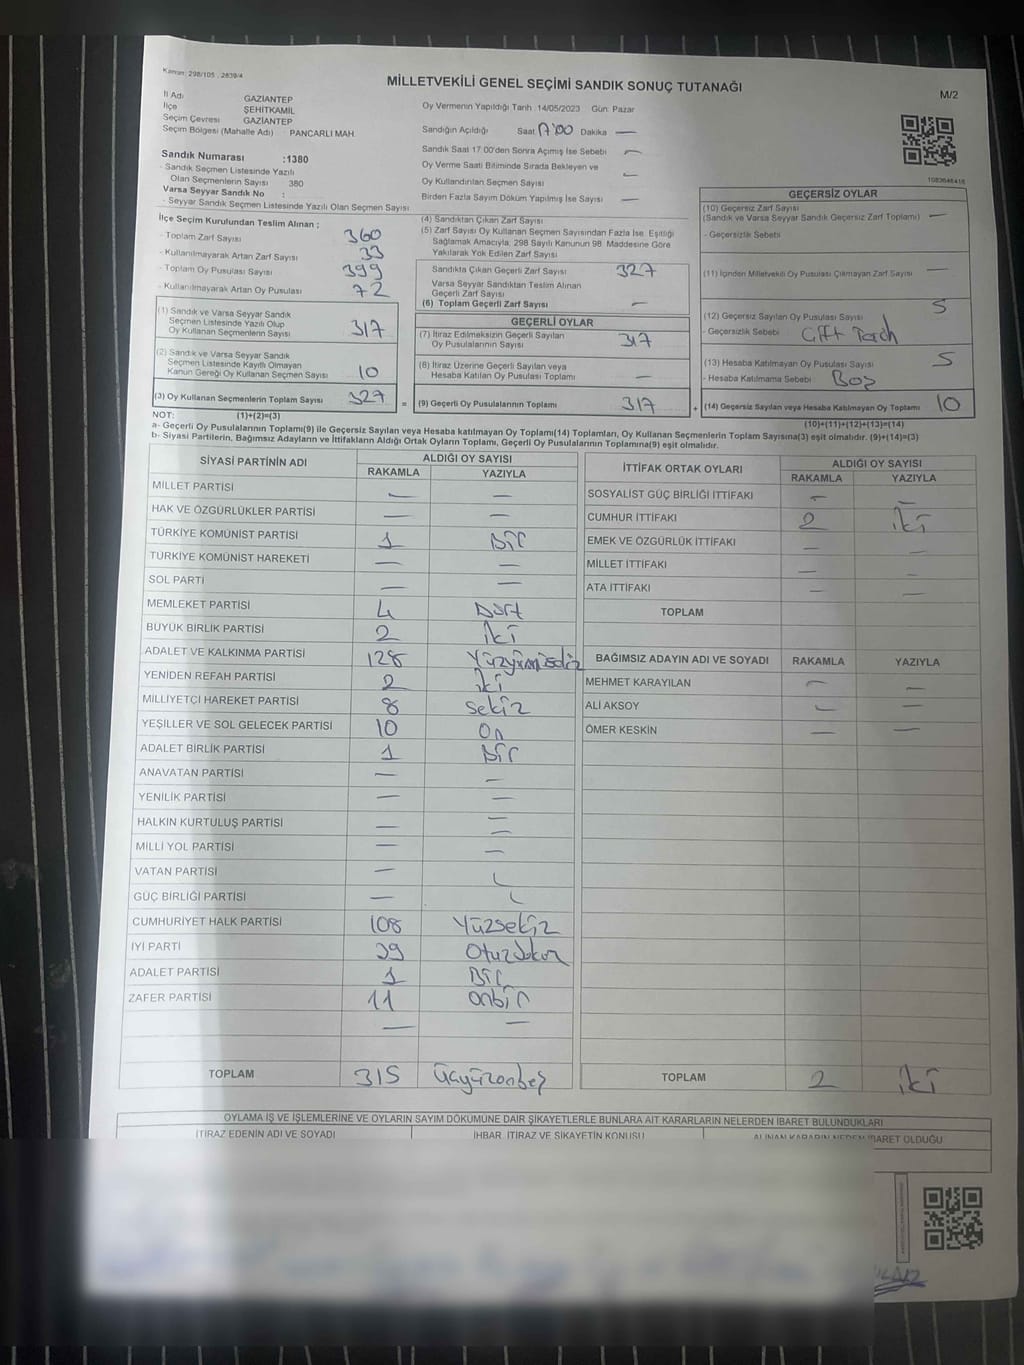 Kanun: 298/105, 2839/4
MİLLETVEKİLİ GENEL SEÇİMİ SANDIK SONUÇ TUTANAĞI
M/2
İl Adı GAZİANTEP
İlçe ŞEHİTKAMİL
Seçim Çevresi GAZİANTEP
Seçim Bölgesi (Mahalle Adı) PANCARLI MAH.
Sandık Numarası :1380
- Sandık Seçmen Listesinde Yazılı
Olan Seçmenlerin Sayısı 380
Varsa Seyyar Sandık No :
- Seyyar Sandık Seçmen Listesinde Yazılı Olan Seçmen Sayısı
Oy Vermenin Yapıldığı Tarih 14/05/2023 Gün: Pazar
Sandığın Açıldığı Saat 17:00 Dakika —
Sandık Saat 17.00'den Sonra Açımış İse Sebebi —
Oy Verme Saati Bitiminde Sırada Bekleyen ve
Oy Kullandırılan Seçmen Sayısı —
Birden Fazla Sayım Döküm Yapılmış İse Sayısı —
1083646416
İlçe Seçim Kurulundan Teslim Alınan ;
- Toplam Zarf Sayısı 360
- Kullanılmayarak Artan Zarf Sayısı 33
- Toplam Oy Pusulası Sayısı 399
- Kullanılmayarak Artan Oy Pusulası 72
(1) Sandık ve Varsa Seyyar Sandık
Seçmen Listesinde Yazılı Olup
Oy Kullanan Seçmenlerin Sayısı 317
(2) Sandık ve Varsa Seyyar Sandık
Seçmen Listesinde Kayıtlı Olmayan
Kanun Gereği Oy Kullanan Seçmen Sayısı 10
(3) Oy Kullanan Seçmenlerin Toplam Sayısı 327
(4) Sandıktan Çıkan Zarf Sayısı
(5) Zarf Sayısı Oy Kullanan Seçmen Sayısından Fazla İse, Eşitliği
Sağlamak Amacıyla, 298 Sayılı Kanunun 98. Maddesine Göre
Yakılarak Yok Edilen Zarf Sayısı
Sandıkta Çıkan Geçerli Zarf Sayısı 327
Varsa Seyyar Sandıktan Teslim Alınan
Geçerli Zarf Sayısı
(6) Toplam Geçerli Zarf Sayısı —
GEÇERLİ OYLAR
(7) İtiraz Edilmeksizin Geçerli Sayılan
Oy Pusulalarının Sayısı 317
(8) İtiraz Üzerine Geçerli Sayılan veya
Hesaba Katılan Oy Pusulası Toplamı —
= (9) Geçerli Oy Pusulalarının Toplamı 317
GEÇERSİZ OYLAR
(10) Geçersiz Zarf Sayısı —
(Sandık ve Varsa Seyyar Sandık Geçersiz Zarf Toplamı)
- Geçersizlik Sebebi
(11) İçinden Milletvekili Oy Pusulası Çıkmayan Zarf Sayısı —
(12) Geçersiz Sayılan Oy Pusulası Sayısı 5
- Geçersizlik Sebebi
(13) Hesaba Katılmayan Oy Pusulası Sayısı 5
- Hesaba Katılmama Sebebi Boş
+ (14) Geçersiz Sayılan veya Hesaba Katılmayan Oy Toplamı 10
NOT: (1)+(2)=(3)
(10)+(11)+(12)+(13)=(14)
a- Geçerli Oy Pusulalarının Toplamı(9) ile Geçersiz Sayılan veya Hesaba katılmayan Oy Toplamı(14) Toplamları, Oy Kullanan Seçmenlerin Toplam Sayısına(3) eşit olmalıdır. (9)+(14)=(3)
b- Siyasi Partilerin, Bağımsız Adayların ve İttifakların Aldığı Ortak Oyların Toplamı, Geçerli Oy Pusulalarının Toplamına(9) eşit olmalıdır.
SİYASİ PARTİNİN ADI ALDIĞI OY SAYISI
RAKAMLA YAZIYLA
MİLLET PARTİSİ — —
HAK VE ÖZGÜRLÜKLER PARTİSİ — —
TÜRKİYE KOMÜNİST PARTİSİ 1 Bir
TÜRKİYE KOMÜNİST HAREKETİ — —
SOL PARTİ — —
MEMLEKET PARTİSİ 4 Dört
BÜYÜK BİRLİK PARTİSİ 2 iki
ADALET VE KALKINMA PARTİSİ 128 Yüzyirmisekiz
YENİDEN REFAH PARTİSİ 2 iki
MİLLİYETÇİ HAREKET PARTİSİ 8 sekiz
YEŞİLLER VE SOL GELECEK PARTİSİ 10 On
ADALET BİRLİK PARTİSİ 1 Bir
ANAVATAN PARTİSİ — —
YENİLİK PARTİSİ — —
HALKIN KURTULUŞ PARTİSİ — —
MİLLİ YOL PARTİSİ — —
VATAN PARTİSİ — —
GÜÇ BİRLİĞİ PARTİSİ — —
CUMHURİYET HALK PARTİSİ 108 Yüzsekiz
İYİ PARTİ 39 Otuzdokuz
ADALET PARTİSİ 1 Bir
ZAFER PARTİSİ 11 onbir
— —
TOPLAM 315 üçyüzonbeş
İTTİFAK ORTAK OYLARI ALDIĞI OY SAYISI
RAKAMLA YAZIYLA
SOSYALİST GÜÇ BİRLİĞİ İTTİFAKI — —
CUMHUR İTTİFAKI 2 iki
EMEK VE ÖZGÜRLÜK İTTİFAKI — —
MİLLET İTTİFAKI — —
ATA İTTİFAKI — —
TOPLAM
BAĞIMSIZ ADAYIN ADI VE SOYADI RAKAMLA YAZIYLA
MEHMET KARAYILAN — —
ALİ AKSOY — —
ÖMER KESKİN — —
TOPLAM 2 iki
OYLAMA İŞ VE İŞLEMLERİNE VE OYLARIN SAYIM DÖKÜMÜNE DAİR ŞİKAYETLERLE BUNLARA AİT KARARLARIN NELERDEN İBARET BULUNDUKLARI
İTİRAZ EDENİN ADI VE SOYADI İHBAR, İTİRAZ VE ŞİKAYETİN KONUSU ALINAN KARARIN NEDEN İBARET OLDUĞU